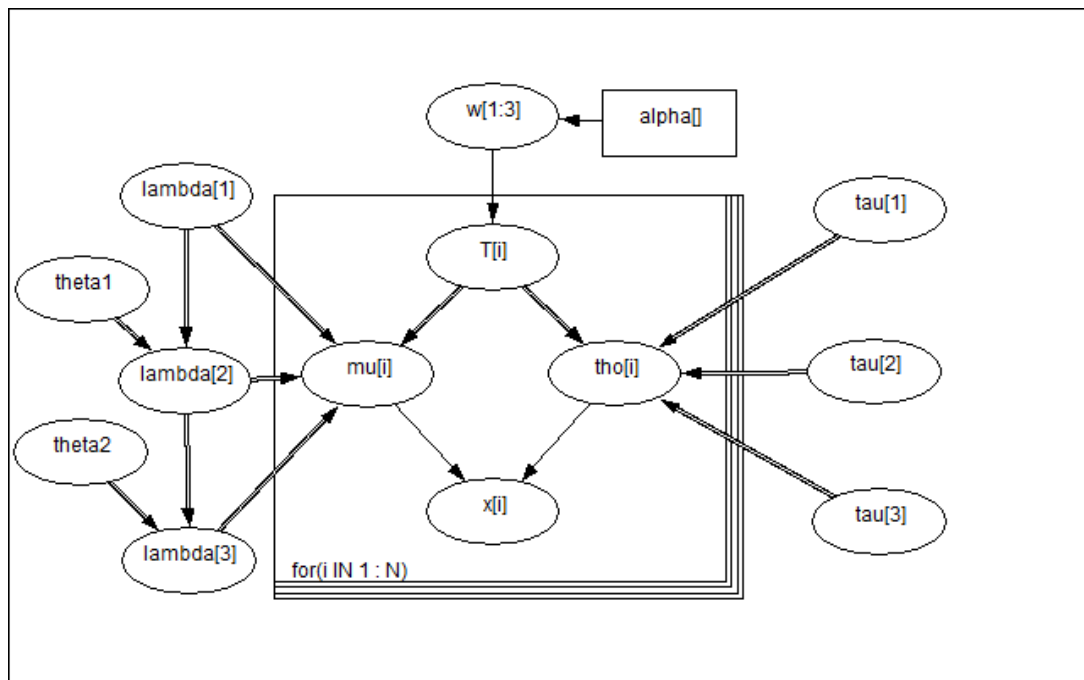 w[1:3]
alpha[]
lambda[1]
tau[1]
T[i]
theta1
lambda[2]
mu[i]
tho[i]
tau[2]
theta2
x[i]
tau[3]
lambda[3]
for(i IN 1 : N)